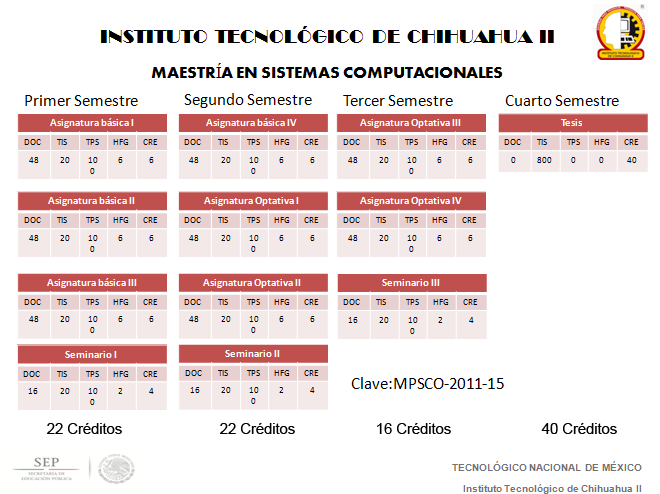 INSTITUTO TECNOLÓGICO DE CHIHUAHUA II
MAESTRÍA EN SISTEMAS COMPUTACIONALES
Primer Semestre
Asignatura básica I
DOC TIS TPS HFG CRE
48 20 100 6 6
Asignatura básica II
DOC TIS TPS HFG CRE
48 20 100 6 6
Asignatura básica III
DOC TIS TPS HFG CRE
48 20 100 6 6
Seminario I
DOC TIS TPS HFG CRE
16 20 100 2 4
22 Créditos
Segundo Semestre
Asignatura básica IV
DOC TIS TPS HFG CRE
48 20 100 6 6
Asignatura Optativa I
DOC TIS TPS HFG CRE
48 20 100 6 6
Asignatura Optativa II
DOC TIS TPS HFG CRE
48 20 100 6 6
Seminario II
DOC TIS TPS HFG CRE
16 20 100 2 4
22 Créditos
Tercer Semestre
Asignatura Optativa III
DOC TIS TPS HFG CRE
48 20 100 6 6
Asignatura Optativa IV
DOC TIS TPS HFG CRE
48 20 100 6 6
Seminario III
DOC TIS TPS HFG CRE
16 20 100 2 4
Clave:MPSCO-2011-15
16 Créditos
Cuarto Semestre
Tesis
DOC TIS TPS HFG CRE
0 800 0 0 40
40 Créditos
SEP
SECRETARÍA DE
EDUCACIÓN PÚBLICA
TECNOLÓGICO NACIONAL DE MÉXICO
Instituto Tecnológico de Chihuahua II